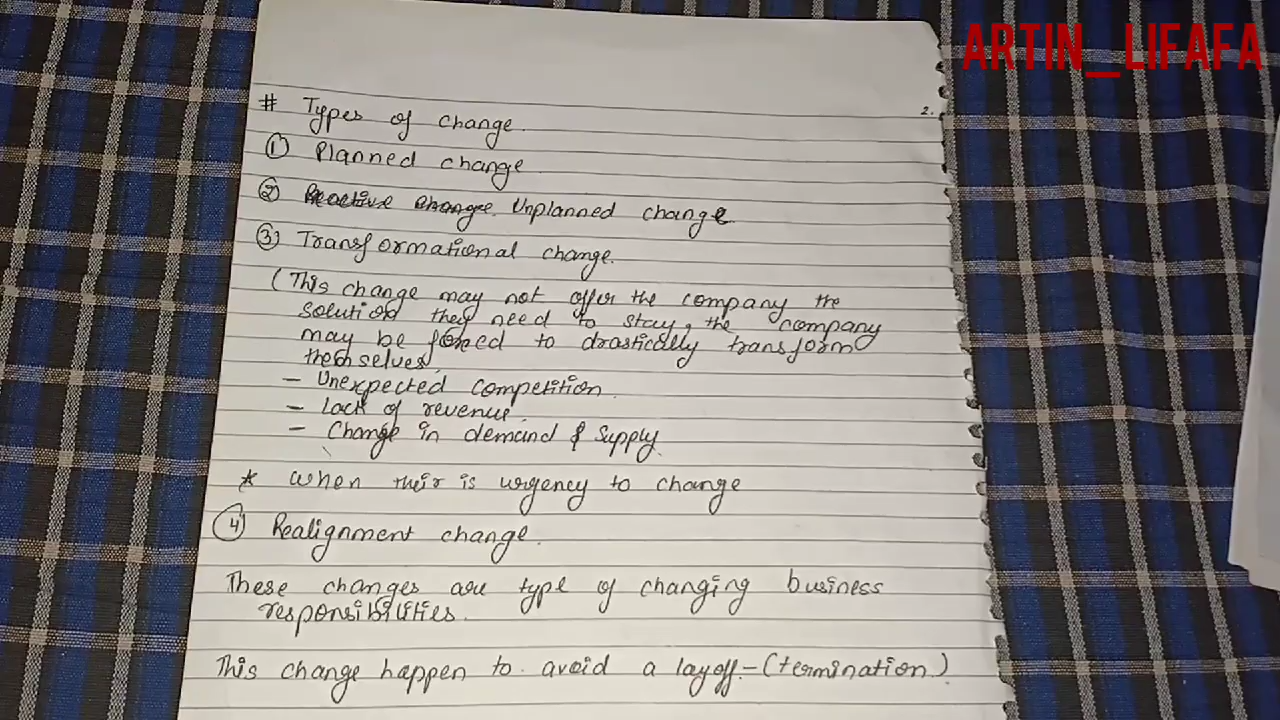 ARTIN_LIFAFA
2.
# Types of change.
① Planned change
② Reactive change. Unplanned change
③ Transformational change.
(This change may not offer the company the
solution they need to stay, the company
may be forced to drastically transform
themselves.
- Unexpected competition.
- Lack of revenue.
- Change in demand & supply.
* when their is urgency to change
④ Realignment change.
These changes are type of changing business
responsibilities.
This change happen to avoid a layoff - (termination).